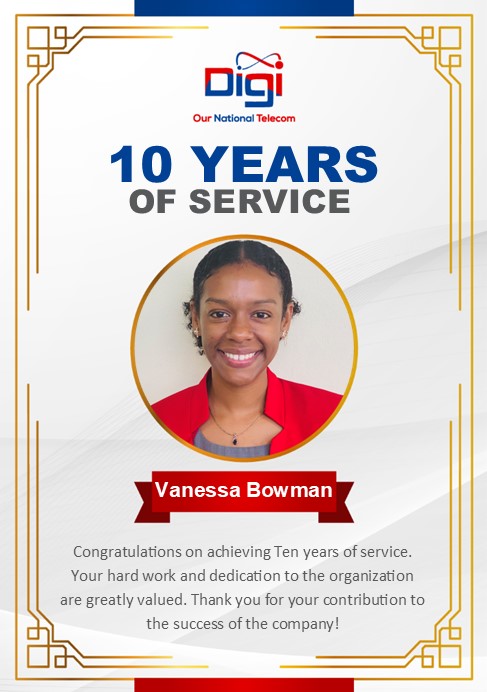 Digi
Our National Telecom
10 YEARS
OF SERVICE
Vanessa Bowman
Congratulations on achieving Ten years of service.
Your hard work and dedication to the organization
are greatly valued. Thank you for your contribution to
the success of the company!